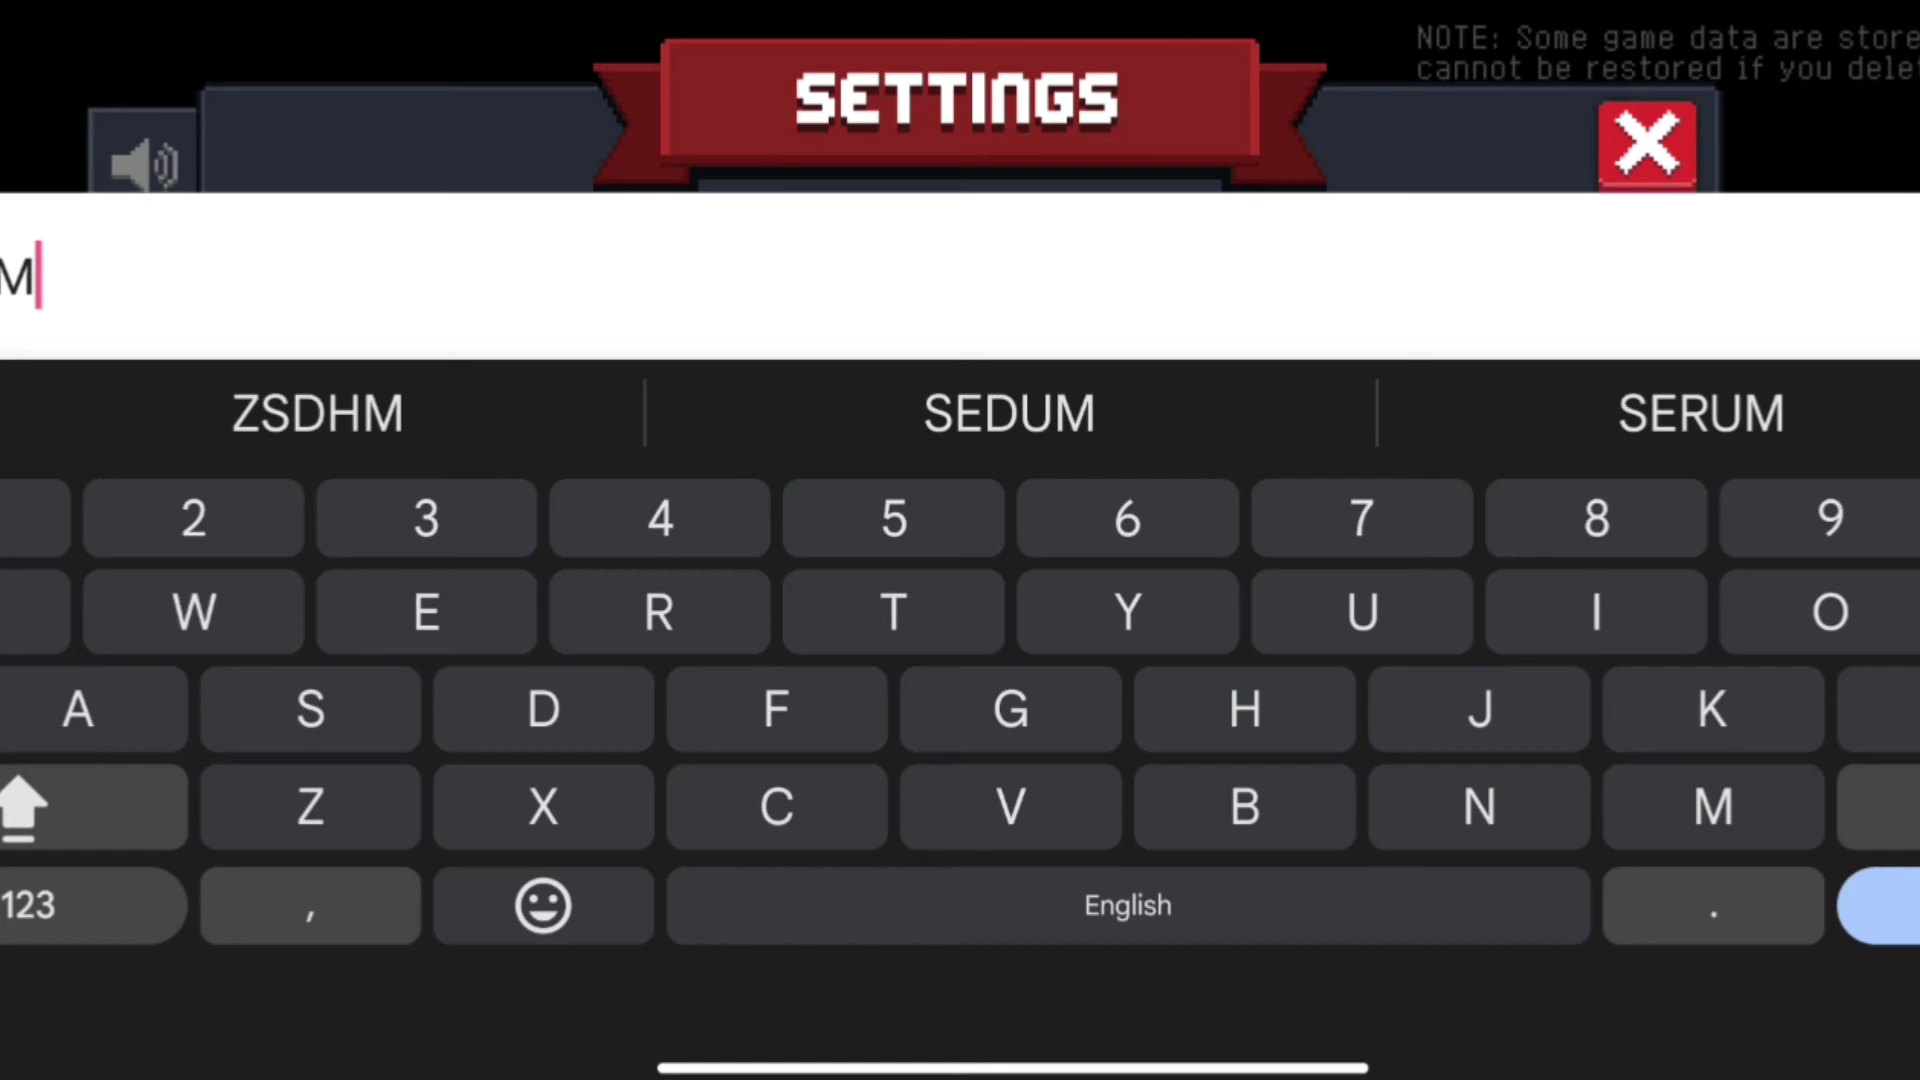 NOTE: Some game data are store
cannot be restored if you dele
SETTINGS
M
ZSDHM SEDUM SERUM
2 3 4 5 6 7 8 9
W E R T Y U I O
A S D F G H J K
Z X C V B N M
123 , English .